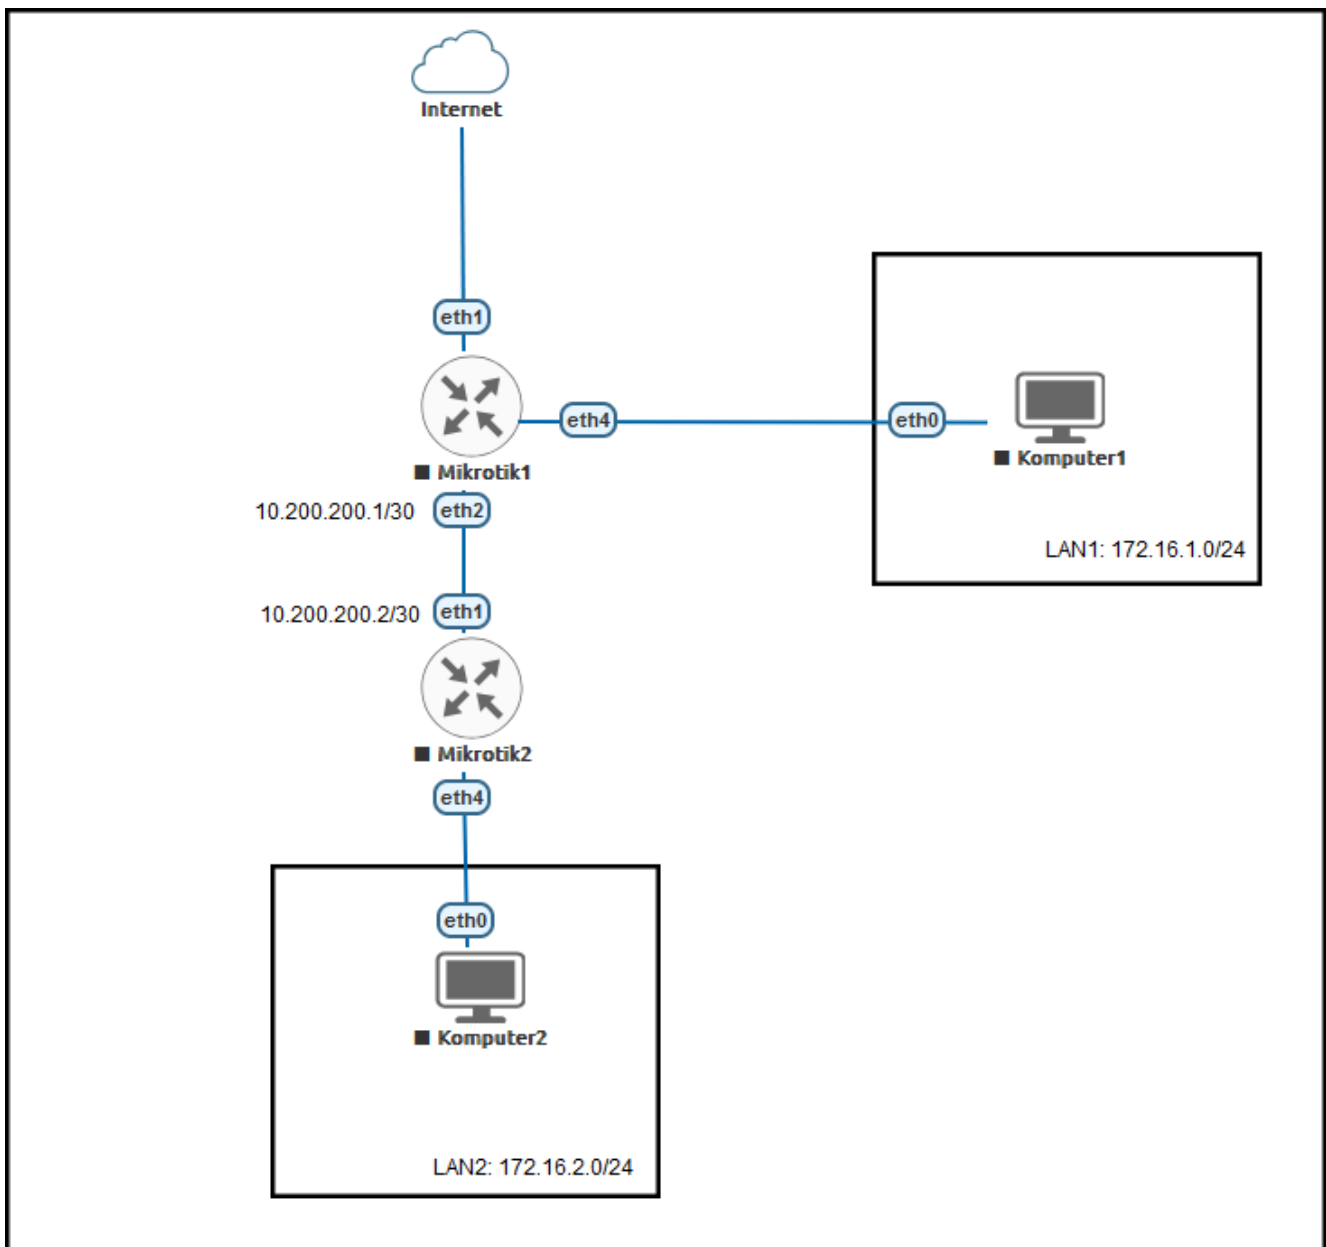 Internet
eth1
eth4
eth0
■ Mikrotik1
■ Komputer1
10.200.200.1/30
eth2
LAN1: 172.16.1.0/24
10.200.200.2/30
eth1
■ Mikrotik2
eth4
eth0
■ Komputer2
LAN2: 172.16.2.0/24